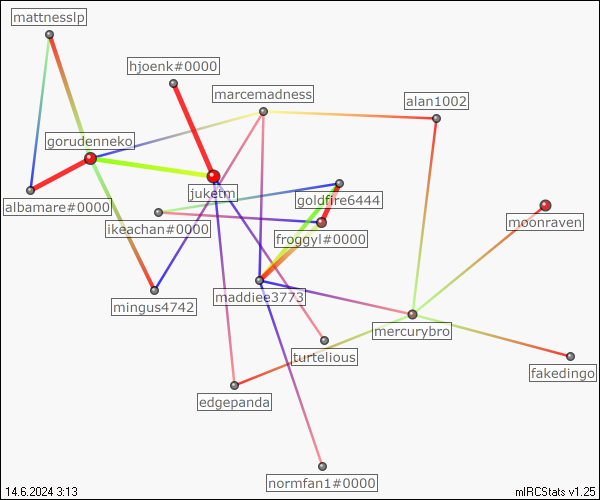 mattnesslp
hjoenk#0000
marcemadness
alan1002
gorudenneko
juketm
goldfire6444
albamare#0000
ikeachan#0000
froggyl#0000
moonraven
maddiee3773
mingus4742
mercurybro
turtelious
fakedingo
edgepanda
normfan1#0000
14.6.2024 3:13
mIRCStats v1.25